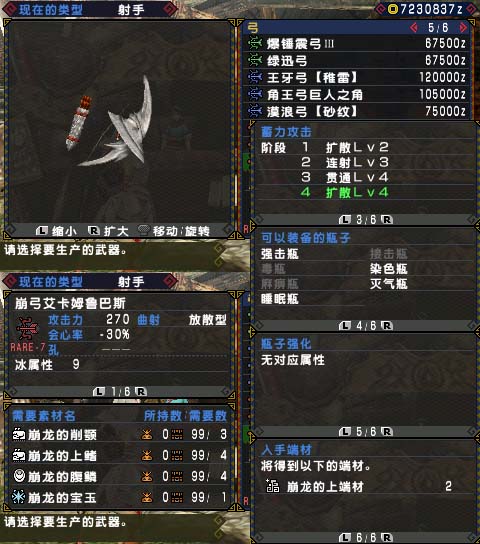 现在的类型 射手
L 缩小 R 扩大 移动/旋转
请选择要生产的武器。
7230837z
弓 5/6
爆锤震弓Ⅲ 67500z
绿迅弓 67500z
王牙弓【稚雷】 120000z
角王弓巨人之角 105000z
漠浪弓【砂纹】 75000z
蓄力攻击
阶段 1 扩散Lv2
2 连射Lv3
3 贯通Lv4
4 扩散Lv4
L 3/6 R
可以装备的瓶子
强击瓶 接击瓶
毒瓶 染色瓶
麻病瓶 灭气瓶
睡眠瓶
L 4/6 R
瓶子强化
无对应属性
L 5/6 R
入手端材
将得到以下的端材。
崩龙的上端材 2
L 6/6 R
现在的类型 射手
崩弓艾卡姆鲁巴斯
攻击力 270 曲射 放散型
会心率 -30%
RARE-7 孔 ---
冰属性 9
L 1/6 R
需要素材名 所持数/需要数
崩龙的削颚 0 99/ 3
崩龙的上鳍 0 99/ 4
崩龙的腹鳞 0 99/ 4
崩龙的宝玉 0 99/ 1
请选择要生产的武器。